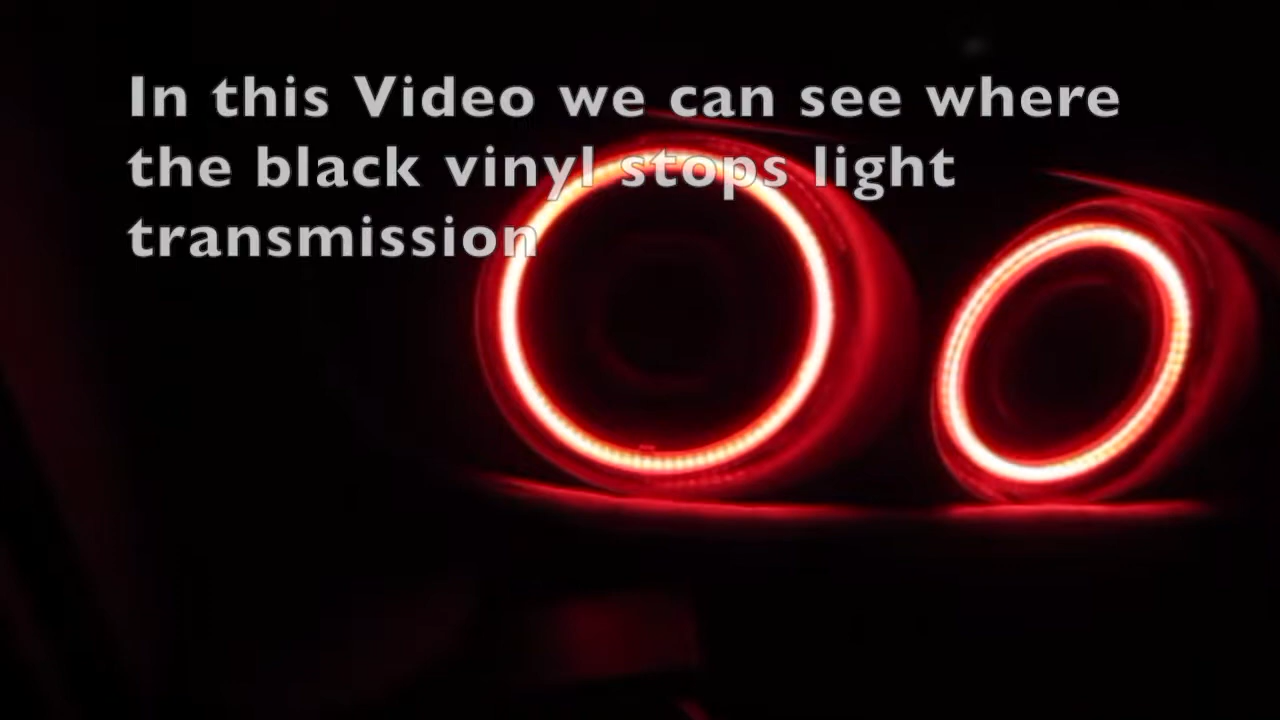 In this Video we can see where
the black vinyl stops light
transmission